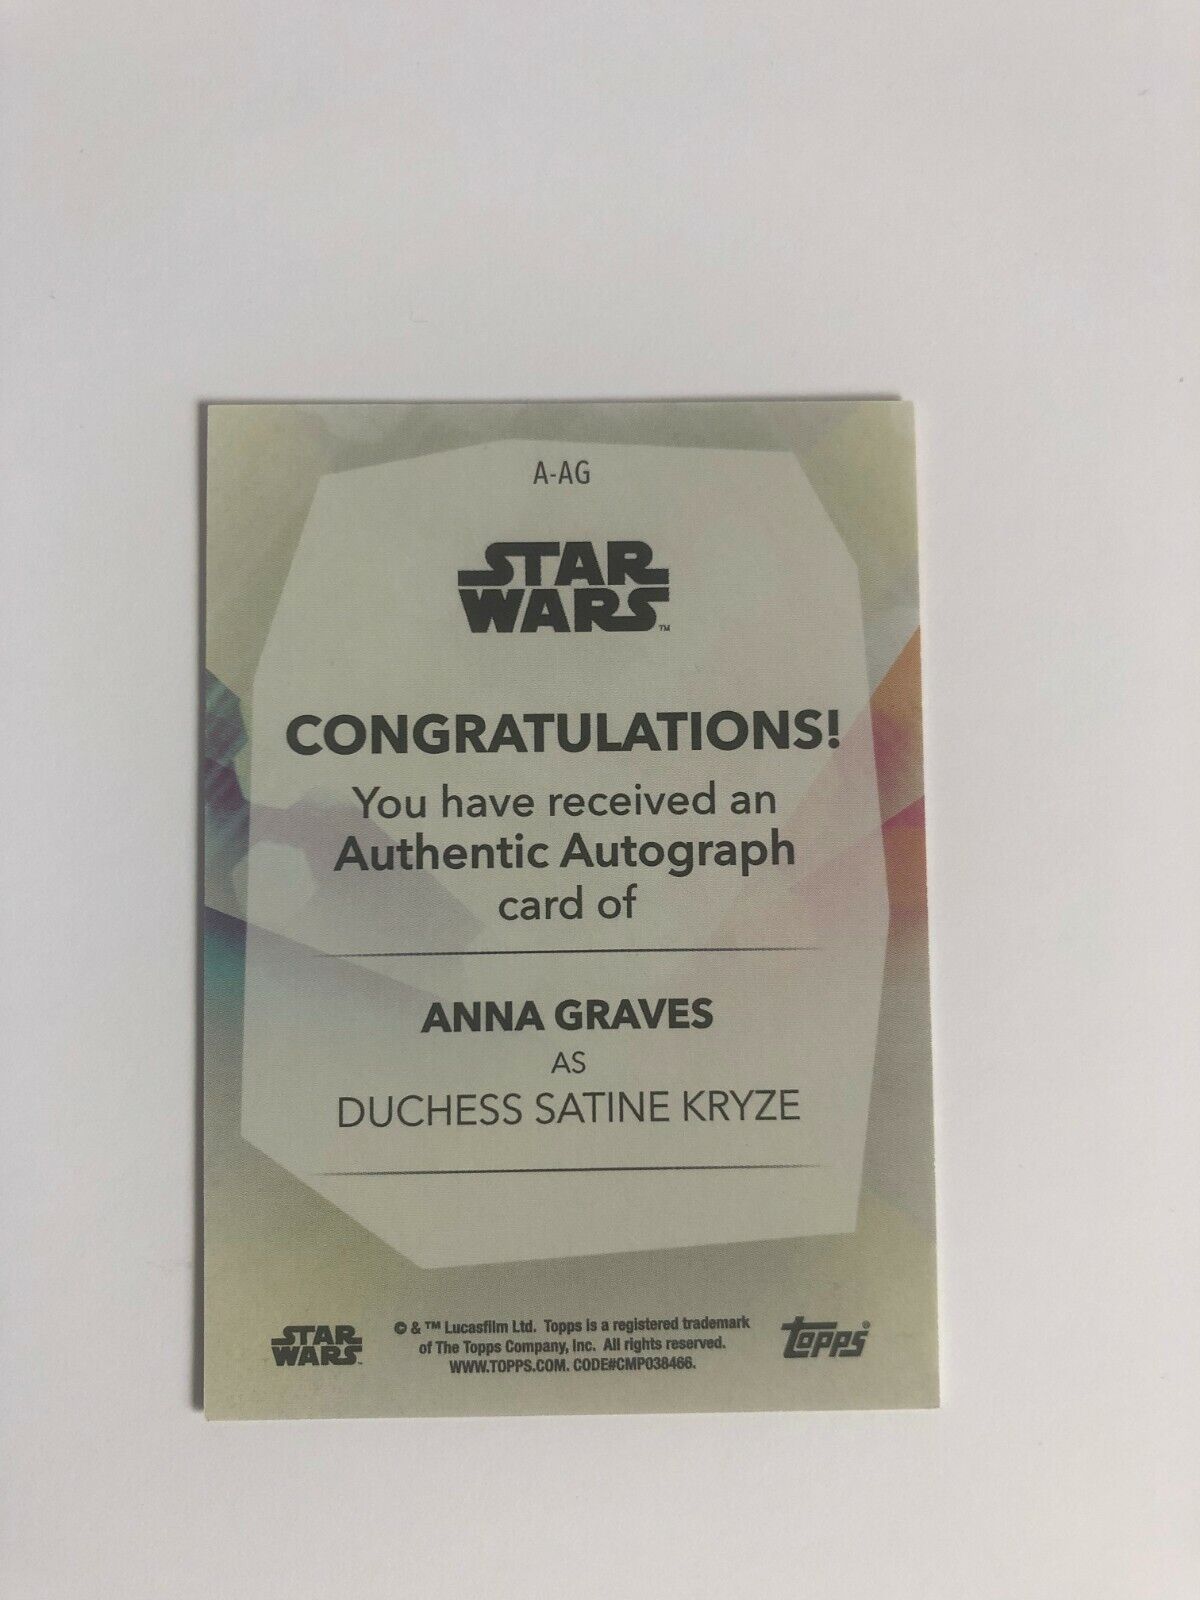 A-AG
STAR
WARS™
CONGRATULATIONS!
You have received an
Authentic Autograph
card of
ANNA GRAVES
AS
DUCHESS SATINE KRYZE
STAR
WARS
© & ™ Lucasfilm Ltd. Topps is a registered trademark
of The Topps Company, Inc. All rights reserved.
WWW.TOPPS.COM. CODE#CMP038466.
topps®